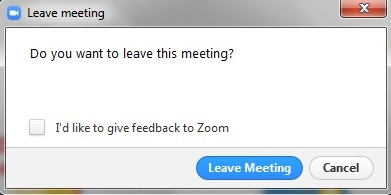 Leave meeting
Do you want to leave this meeting?
I'd like to give feedback to Zoom
Leave Meeting Cancel